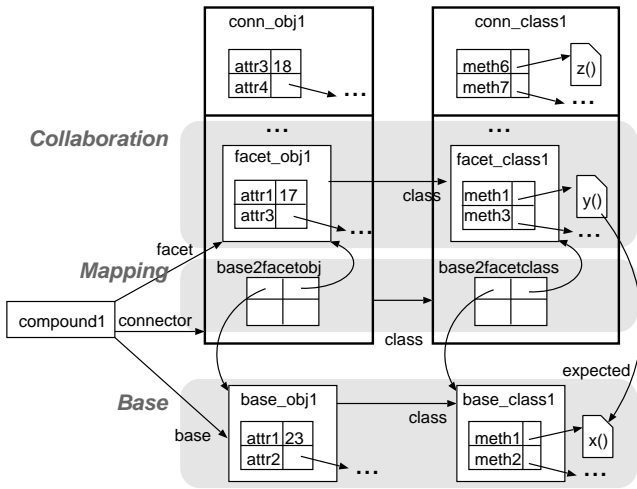 conn_obj1 conn_class1
attr3 18 meth6 z()
attr4 ... meth7 ...
Collaboration ... ...
facet_obj1 facet_class1
class
attr1 17 meth1 y()
attr3 ... meth3 ...
facet
Mapping base2facetobj base2facetclass
compound1 connector
class
expected
Base base_obj1 base_class1
class
base attr1 23 meth1 x()
attr2 ... meth2 ...